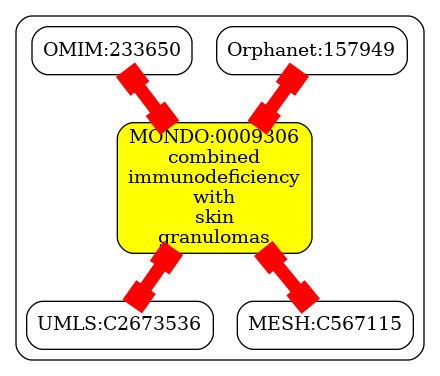 OMIM:233650
Orphanet:157949
MONDO:0009306
combined
immunodeficiency
with
skin
granulomas
UMLS:C2673536
MESH:C567115